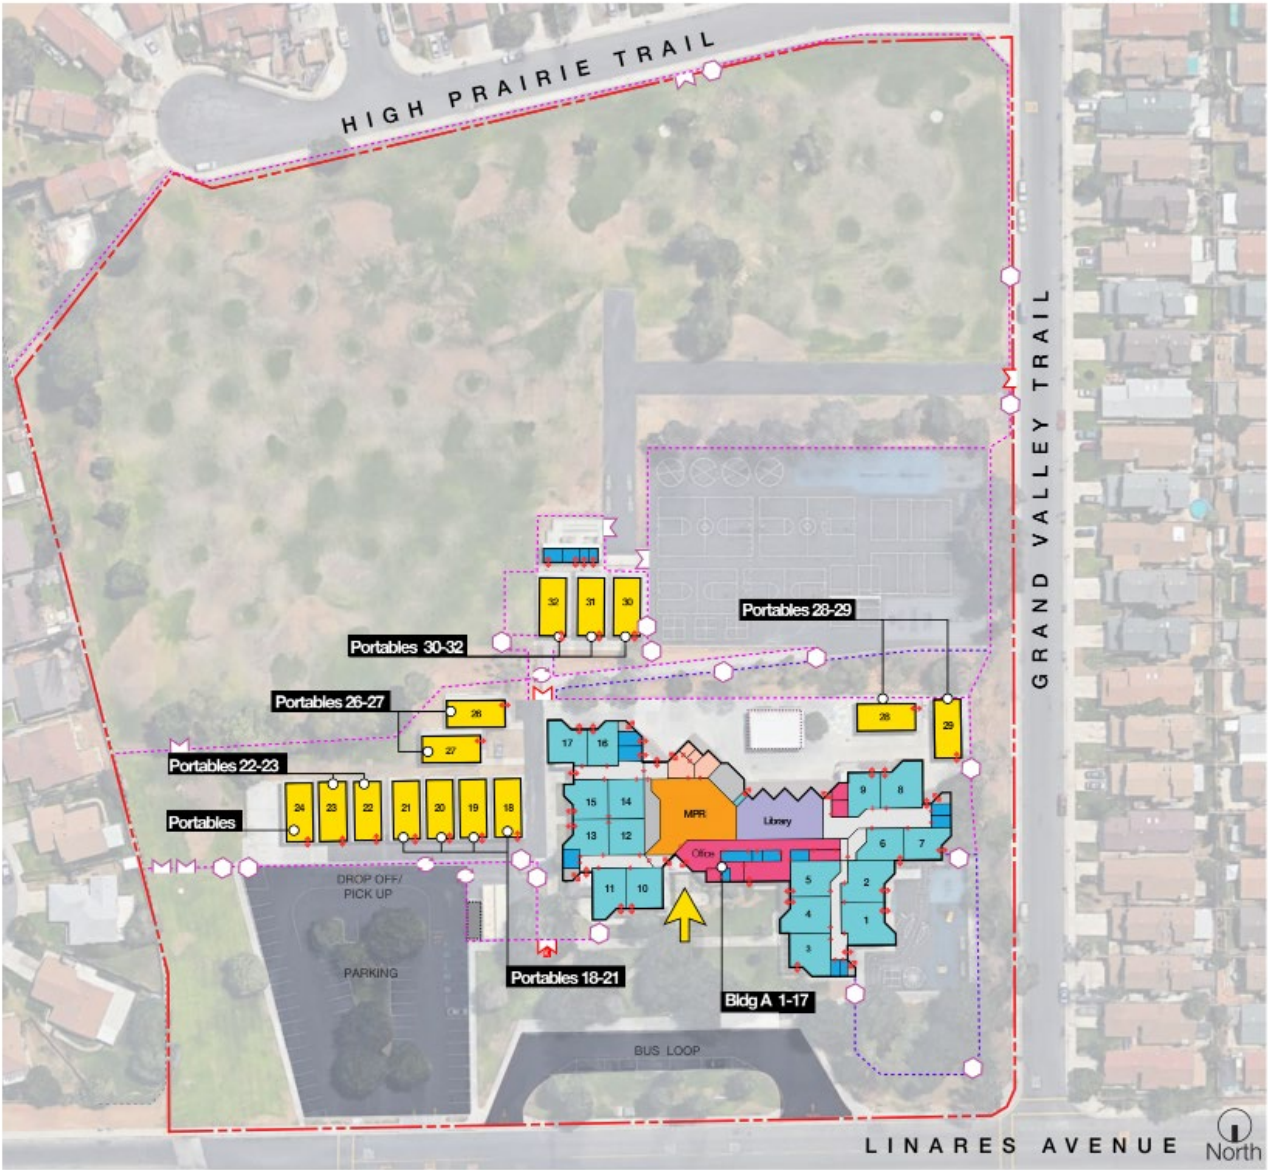 HIGH PRAIRIE TRAIL
GRAND VALLEY TRAIL
32
31
30
Portables 28-29
Portables 30-32
Portables 26-27
26
28
29
27
17
16
Portables 22-23
24
23
22
21
20
19
18
15
14
MPR
Library
9
8
Portables
13
12
Office
6
7
DROP OFF/
PICK UP
11
10
5
2
4
1
3
PARKING
Portables 18-21
Bldg A 1-17
BUS LOOP
LINARES AVENUE
North